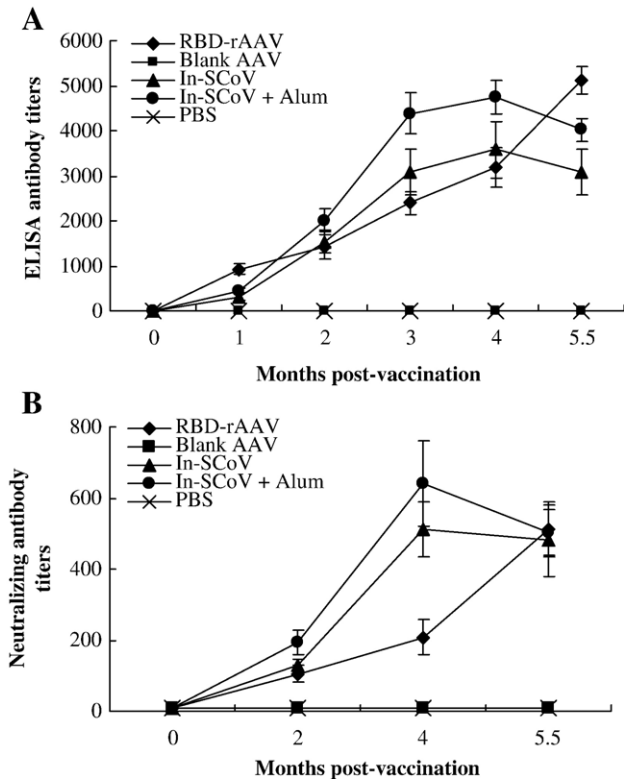 A
RBD-rAAV
Blank AAV
In-SCoV
In-SCoV + Alum
PBS
ELISA antibody titers
6000
5000
4000
3000
2000
1000
0
0 1 2 3 4 5.5
Months post-vaccination
B
RBD-rAAV
Blank AAV
In-SCoV
In-SCoV + Alum
PBS
Neutralizing antibody
titers
800
600
400
200
0
0 2 4 5.5
Months post-vaccination